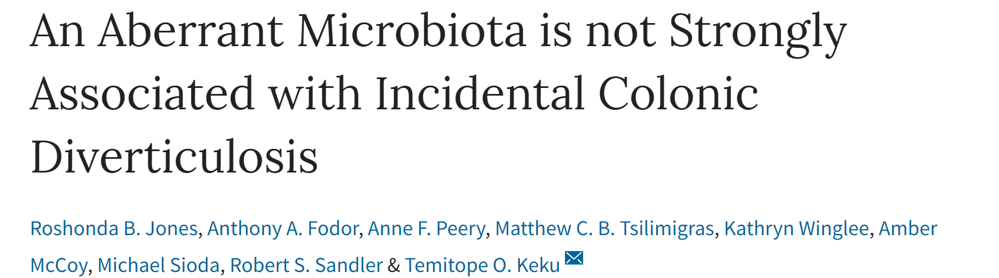 An Aberrant Microbiota is not Strongly
Associated with Incidental Colonic
Diverticulosis
Roshonda B. Jones, Anthony A. Fodor, Anne F. Peery, Matthew C. B. Tsilimigras, Kathryn Winglee, Amber
McCoy, Michael Sioda, Robert S. Sandler & Temitope O. Keku